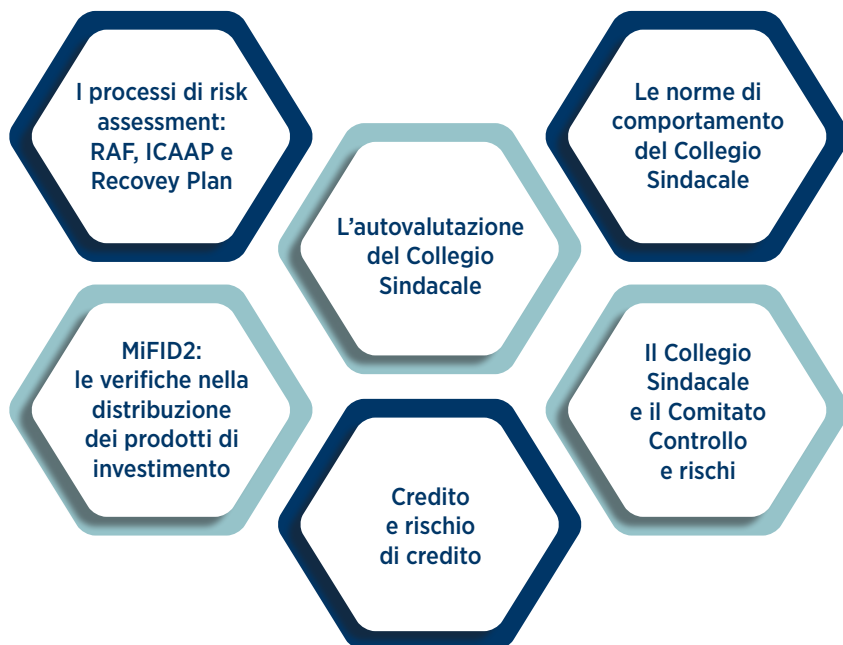 I processi di risk
assessment:
RAF, ICAAP e
Recovey Plan
Le norme di
comportamento
del Collegio
Sindacale
L'autovalutazione
del Collegio
Sindacale
MiFID2:
le verifiche nella
distribuzione
dei prodotti di
investimento
Il Collegio
Sindacale
e il Comitato
Controllo
e rischi
Credito
e rischio
di credito